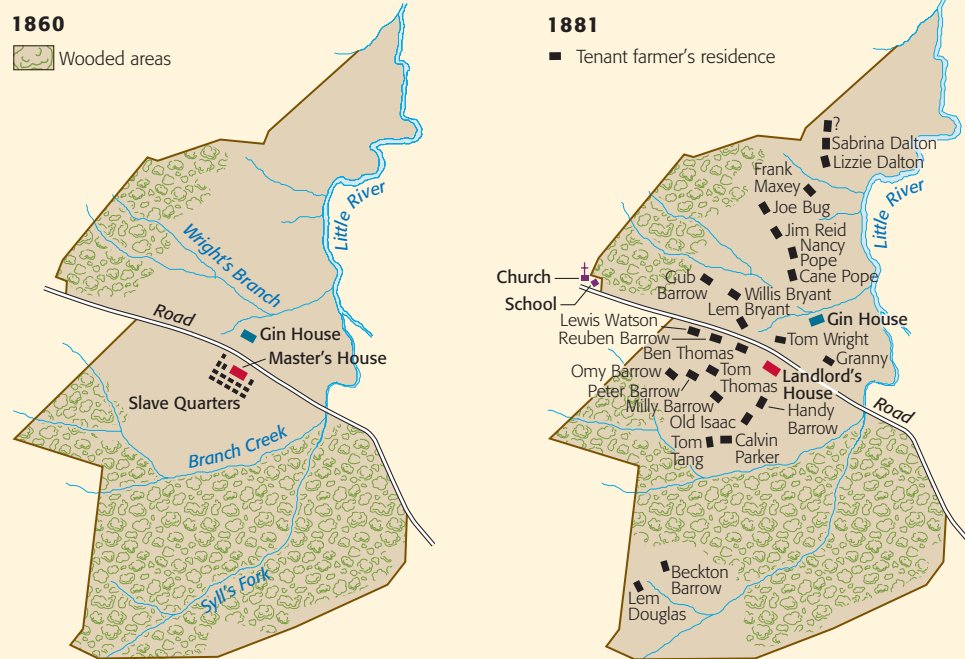 1860
Wooded areas
Little River
Wright's Branch
Road
Gin House
Master's House
Slave Quarters
Branch Creek
Syll's Fork
1881
Tenant farmer's residence
?
Sabrina Dalton
Lizzie Dalton
Frank
Maxey
Joe Bug
Little River
Jim Reid
Nancy
Pope
Cane Pope
Church
School
Gub
Barrow
Willis Bryant
Lem Bryant
Gin House
Lewis Watson
Reuben Barrow
Tom Wright
Ben Thomas
Granny
Omy Barrow
Tom
Thomas
Landlord's
House
Peter Barrow
Milly Barrow
Road
Handy
Barrow
Old Isaac
Tom
Tang
Calvin
Parker
Beckton
Barrow
Lem
Douglas